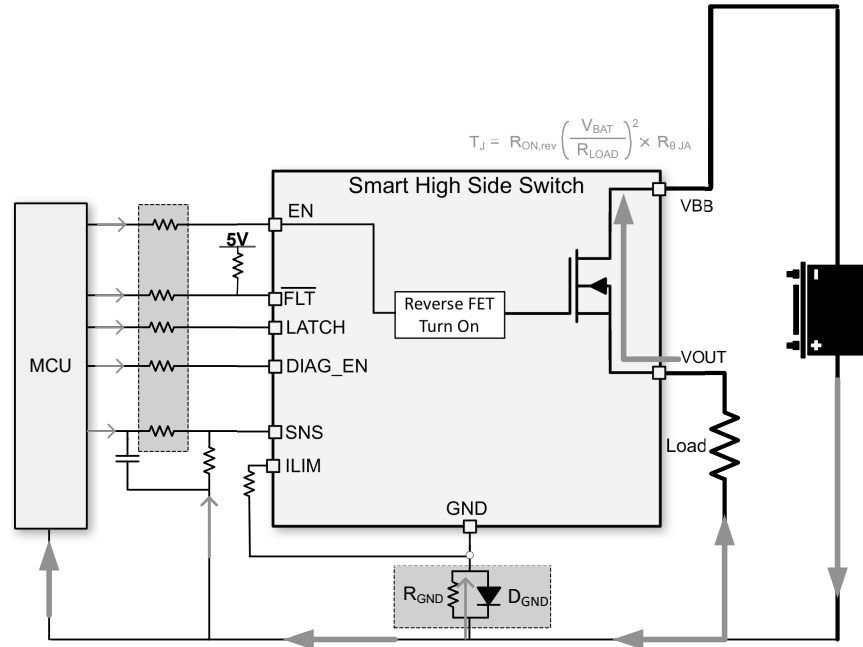 T_J = R_ON,rev (V_BAT / R_LOAD)^2 × R_θJA
Smart High Side Switch
VBB
EN
5V
FLT
Reverse FET
Turn On
LATCH
MCU
DIAG_EN
VOUT
SNS
ILIM
Load
GND
R_GND
D_GND
-
+